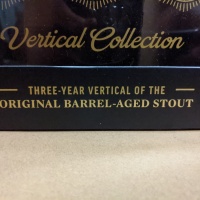 Vertical Collection
THREE-YEAR VERTICAL OF THE
ORIGINAL BARREL-AGED STOUT